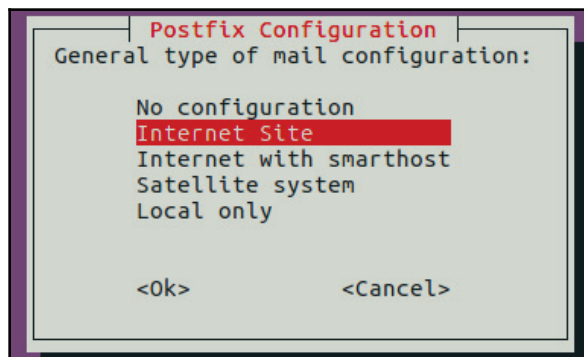 Postfix Configuration
General type of mail configuration:
No configuration
Internet Site
Internet with smarthost
Satellite system
Local only
<Ok> <Cancel>